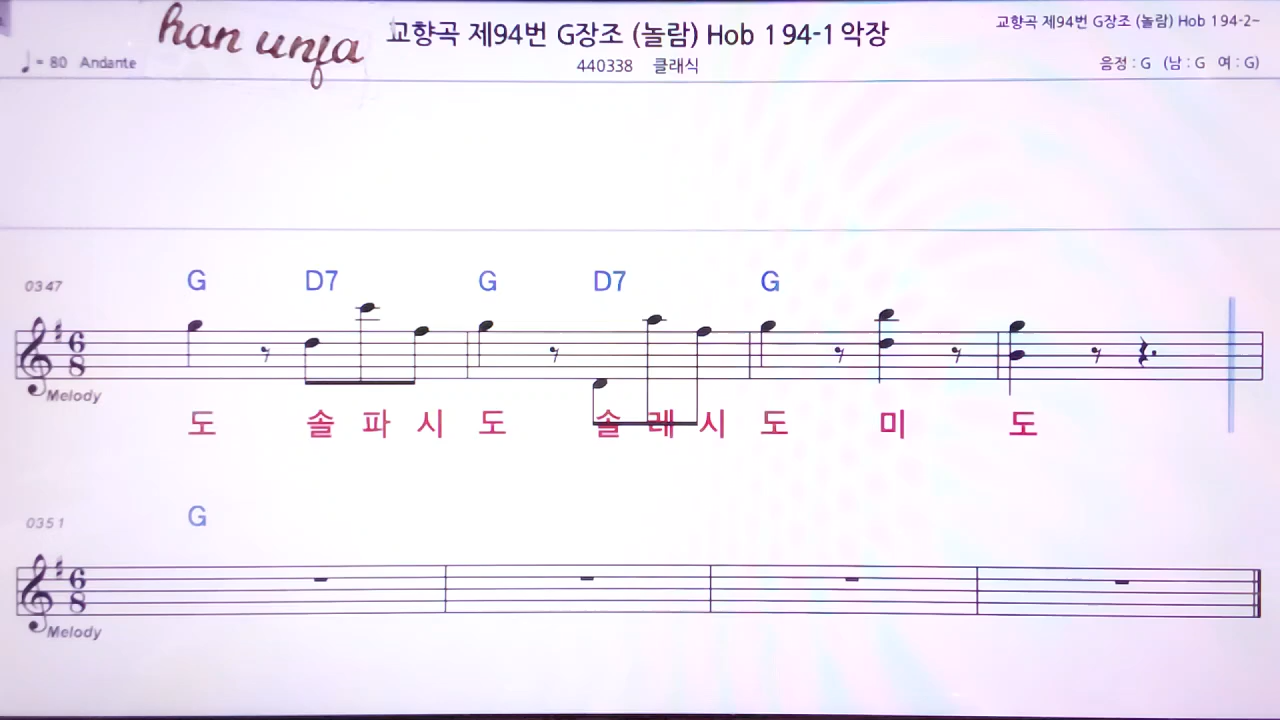 han unfa
교향곡 제94번 G장조 (놀람) Hob 1 94-1 악장
교향곡 제94번 G장조 (놀람) Hob 1 94-2~
♩ = 80 Andante
440338 클래식
음정 : G (남 : G 여 : G)
G D7 G D7 G
0347
6 8
Melody
도 솔 파 시 도 솔 래 시 도 미 도
G
0351
6 8
Melody